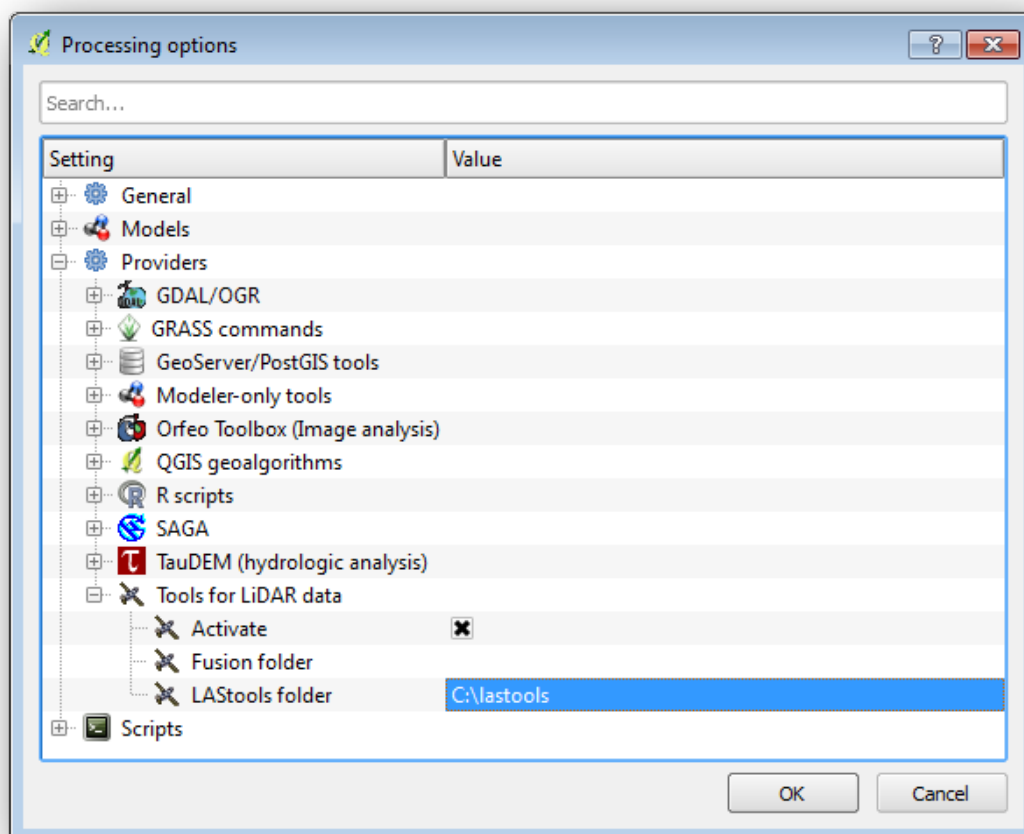 Processing options
Search...
Setting Value
General
Models
Providers
GDAL/OGR
GRASS commands
GeoServer/PostGIS tools
Modeler-only tools
Orfeo Toolbox (Image analysis)
QGIS geoalgorithms
R scripts
SAGA
TauDEM (hydrologic analysis)
Tools for LiDAR data
Activate
Fusion folder
LAStools folder C:\lastools
Scripts
OK Cancel